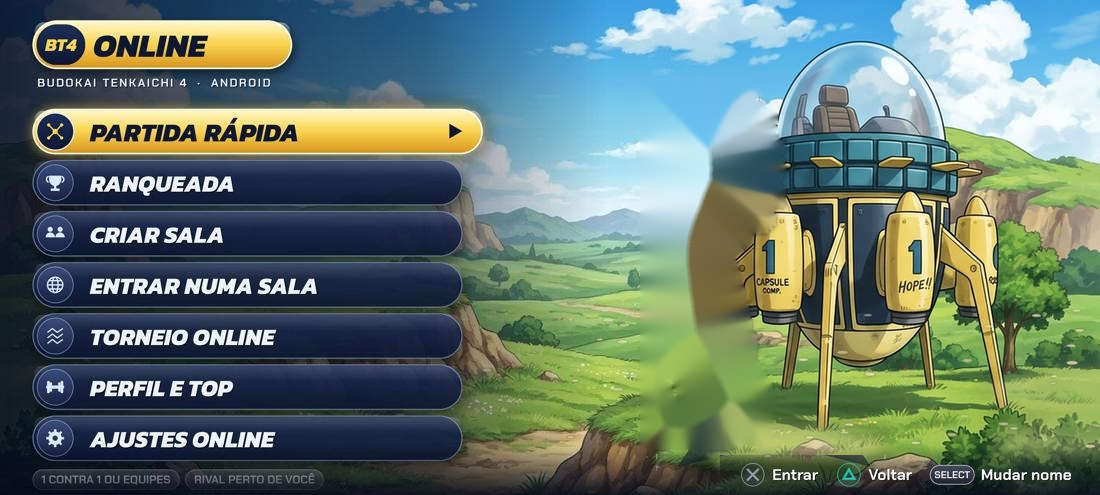 BT4 ONLINE
BUDOKAI TENKAICHI 4 · ANDROID
PARTIDA RÁPIDA
RANQUEADA
CRIAR SALA
ENTRAR NUMA SALA
TORNEIO ONLINE
PERFIL E TOP
AJUSTES ONLINE
1 CONTRA 1 OU EQUIPES
RIVAL PERTO DE VOCÊ
1
CAPSULE
COMP.
1
HOPE!!
Entrar
Voltar
SELECT Mudar nome